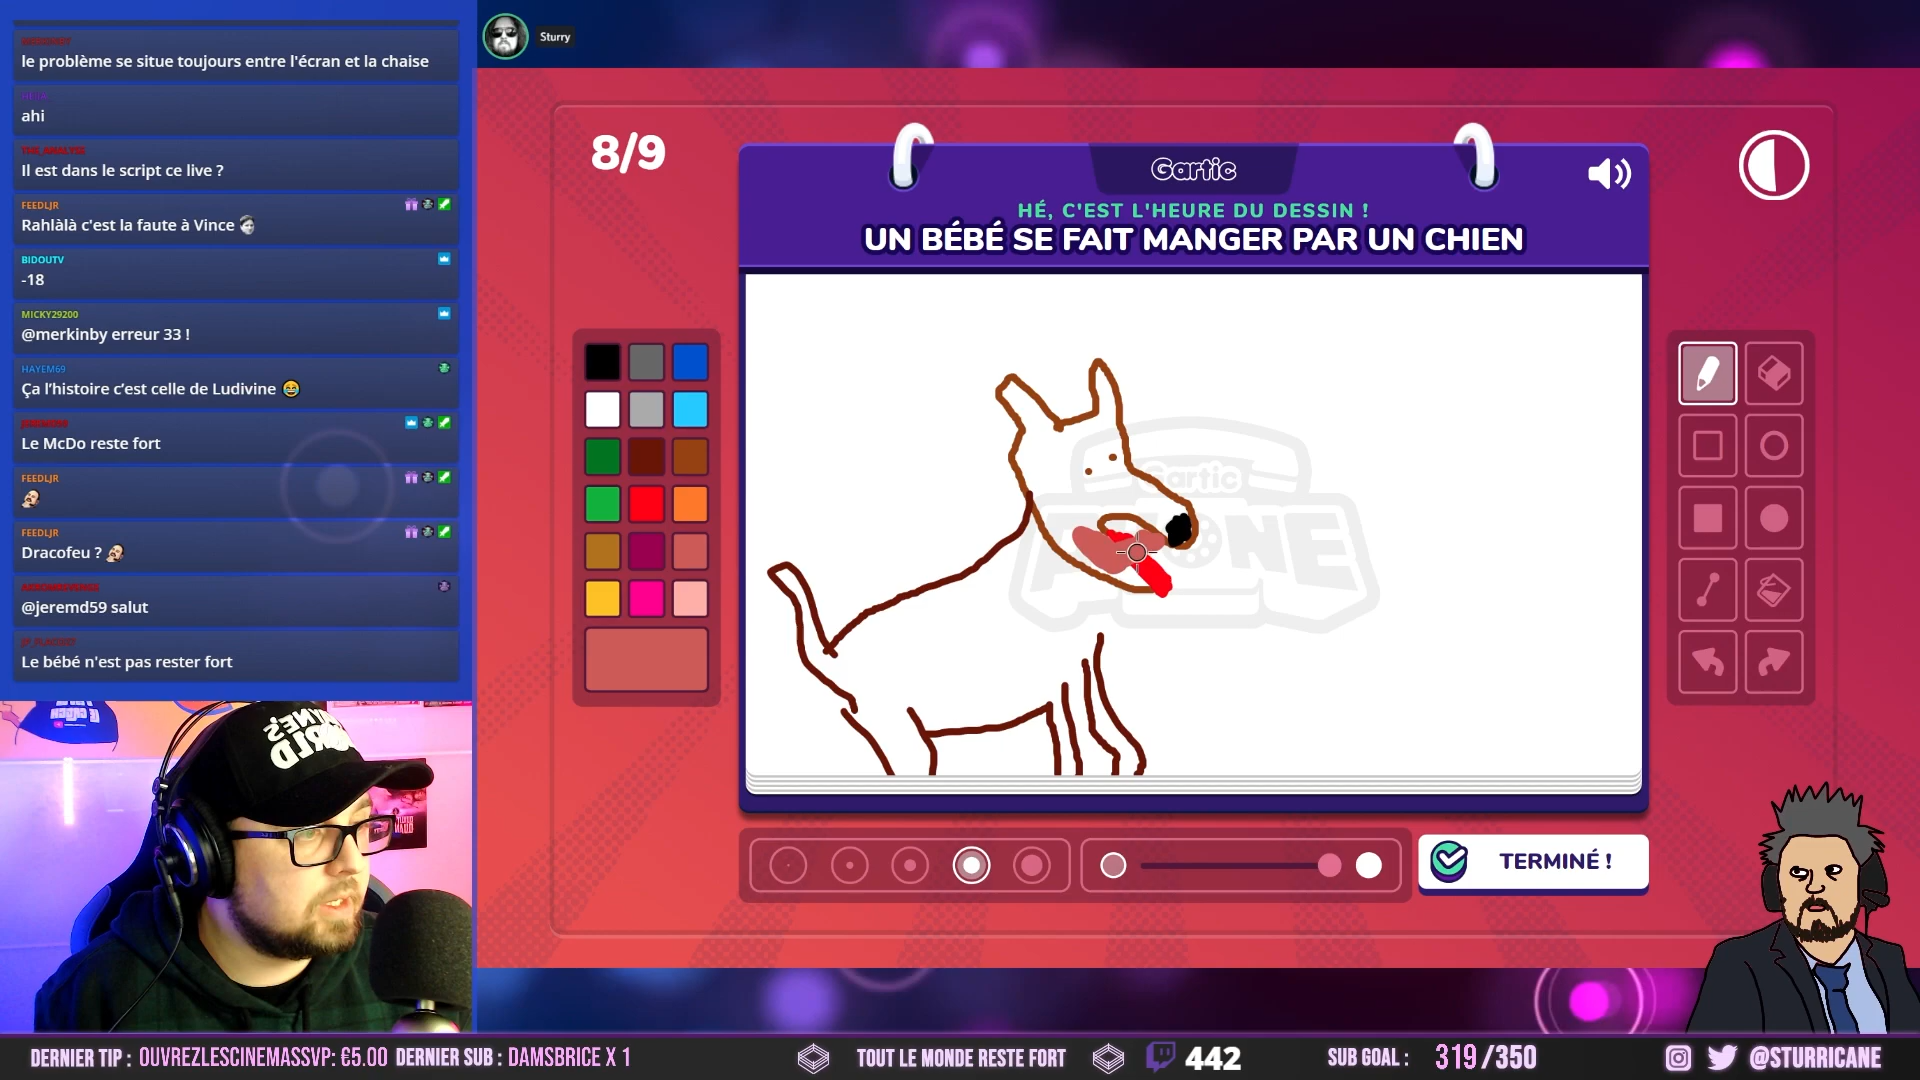 le problème se situe toujours entre l'écran et la chaise
ahi
THE_ANALYSE
Il est dans le script ce live ?
FEEDLJR
Rahlàlà c'est la faute à Vince
BIDOUTV
-18
MICKY29200
@merkinby erreur 33 !
HAYEM69
Ça l'histoire c'est celle de Ludivine
Le McDo reste fort
FEEDLJR
FEEDLJR
Dracofeu ?
@jeremd59 salut
Le bébé n'est pas rester fort
Sturry
8/9
Gartic
HÉ, C'EST L'HEURE DU DESSIN !
UN BÉBÉ SE FAIT MANGER PAR UN CHIEN
Gartic
PHONE
TERMINÉ !
DERNIER TIP : OUVREZLESCINEMASSVP: €5.00 DERNIER SUB : DAMSBRICE X 1
TOUT LE MONDE RESTE FORT
442
SUB GOAL : 319 /350
@STURRICANE